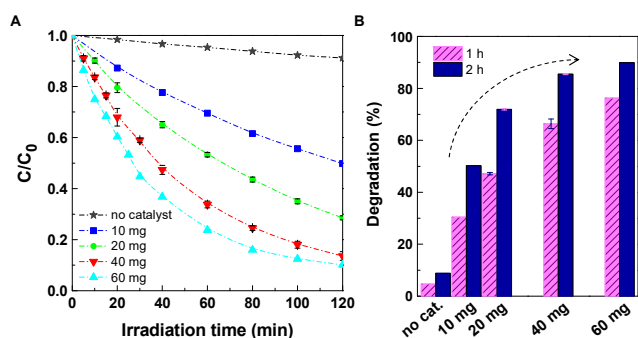 A
C/C0
1.0
0.8
0.6
0.4
0.2
0.0
no catalyst
10 mg
20 mg
40 mg
60 mg
0 20 40 60 80 100 120
Irradiation time (min)
B
Degradation (%)
100
80
60
40
20
0
1 h
2 h
no cat.
10 mg
20 mg
40 mg
60 mg